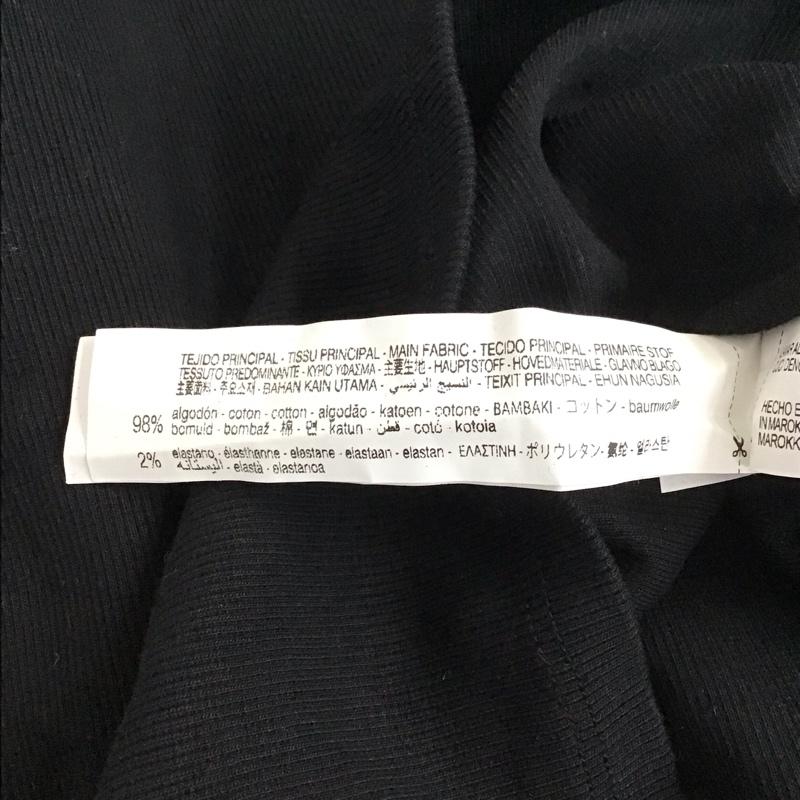 TEJIDO PRINCIPAL - TISSU PRINCIPAL - MAIN FABRIC - TECIDO PRINCIPAL - PRIMAIRE STOF
TESSUTO PREDOMINANTE - ΚΥΡΙΟ ΥΦΑΣΜΑ - 主要生地 - HAUPTSTOFF - HOVEDMATERIALE - GLAVNO BLAGO
主要面料 - 주요소재 - BAHAN KAIN UTAMA - النسيج الرئيسي - TEIXIT PRINCIPAL - EHUN NAGUSIA
98% algodón - coton - cotton - algodão - katoen - cotone - BAMBAKI - コットン - baumwolle
bomuld - bombaž - 棉 - 면 - katun - قطن - cotó - kotoia
2% elastano - élasthanne - elastane - elastaan - elastan - ΕΛΑΣΤΙΝΗ - ポリウレタン - 氨纶 - 엘라스탄
- elastà - elastanoa
HECHO E
IN MAROK
MAROKK